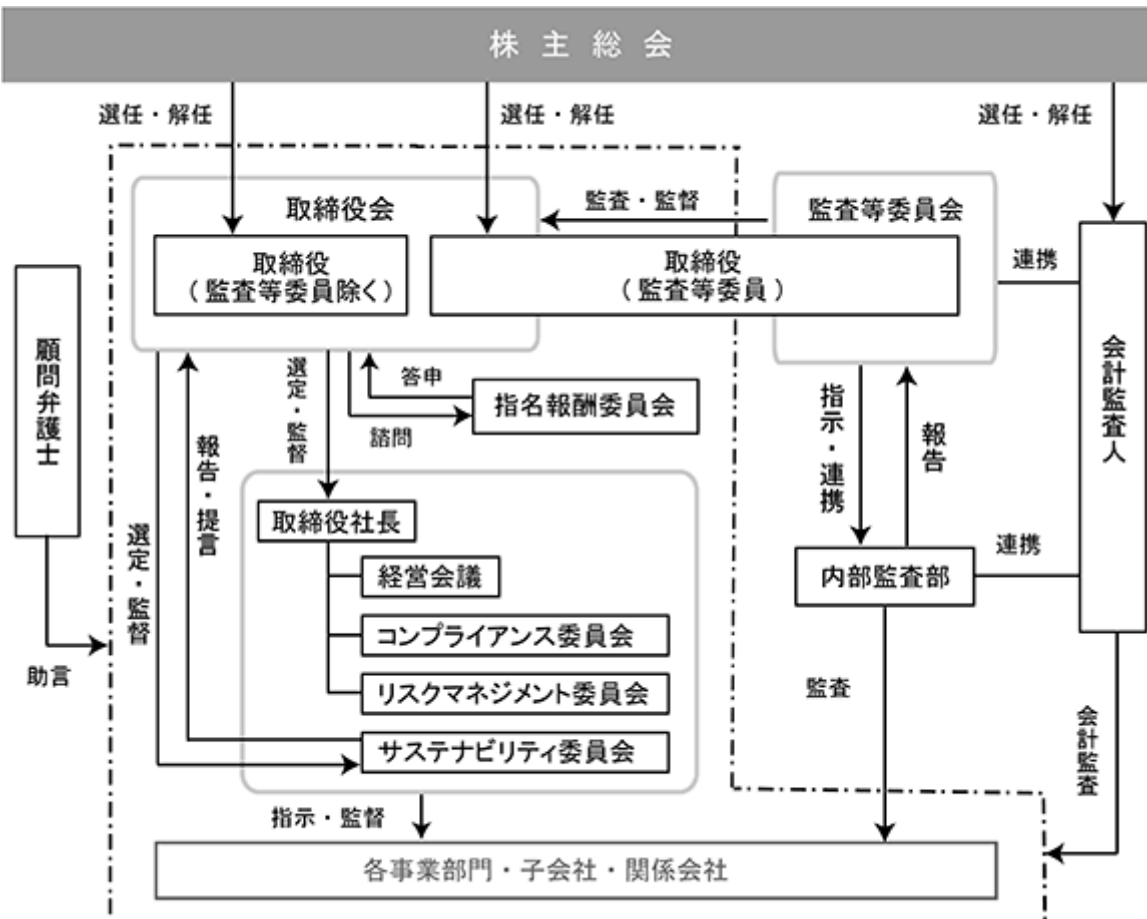 株主総会
選任・解任
選任・解任
選任・解任
取締役会
監査・監督
監査等委員会
取締役
（監査等委員除く）
取締役
（監査等委員）
連携
顧問弁護士
会計監査人
選定・監督
答申
指名報酬委員会
諮問
指示・連携
報告
報告・提言
取締役社長
選定・監督
経営会議
内部監査部
連携
コンプライアンス委員会
助言
リスクマネジメント委員会
監査
サステナビリティ委員会
会計監査
指示・監督
各事業部門・子会社・関係会社